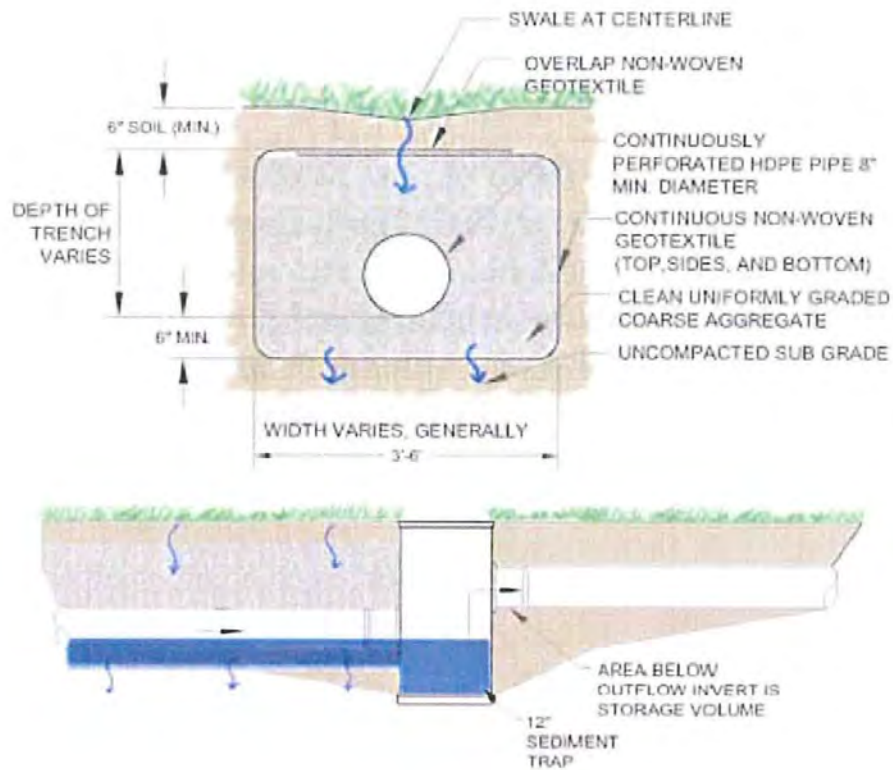 SWALE AT CENTERLINE
OVERLAP NON-WOVEN
GEOTEXTILE
6" SOIL (MIN.)
CONTINUOUSLY
PERFORATED HDPE PIPE 8"
MIN. DIAMETER
DEPTH OF
TRENCH
VARIES
CONTINUOUS NON-WOVEN
GEOTEXTILE
(TOP,SIDES, AND BOTTOM)
CLEAN UNIFORMLY GRADED
COARSE AGGREGATE
6" MIN.
UNCOMPACTED SUB GRADE
WIDTH VARIES, GENERALLY
3'-6'
AREA BELOW
OUTFLOW INVERT IS
STORAGE VOLUME
12"
SEDIMENT
TRAP